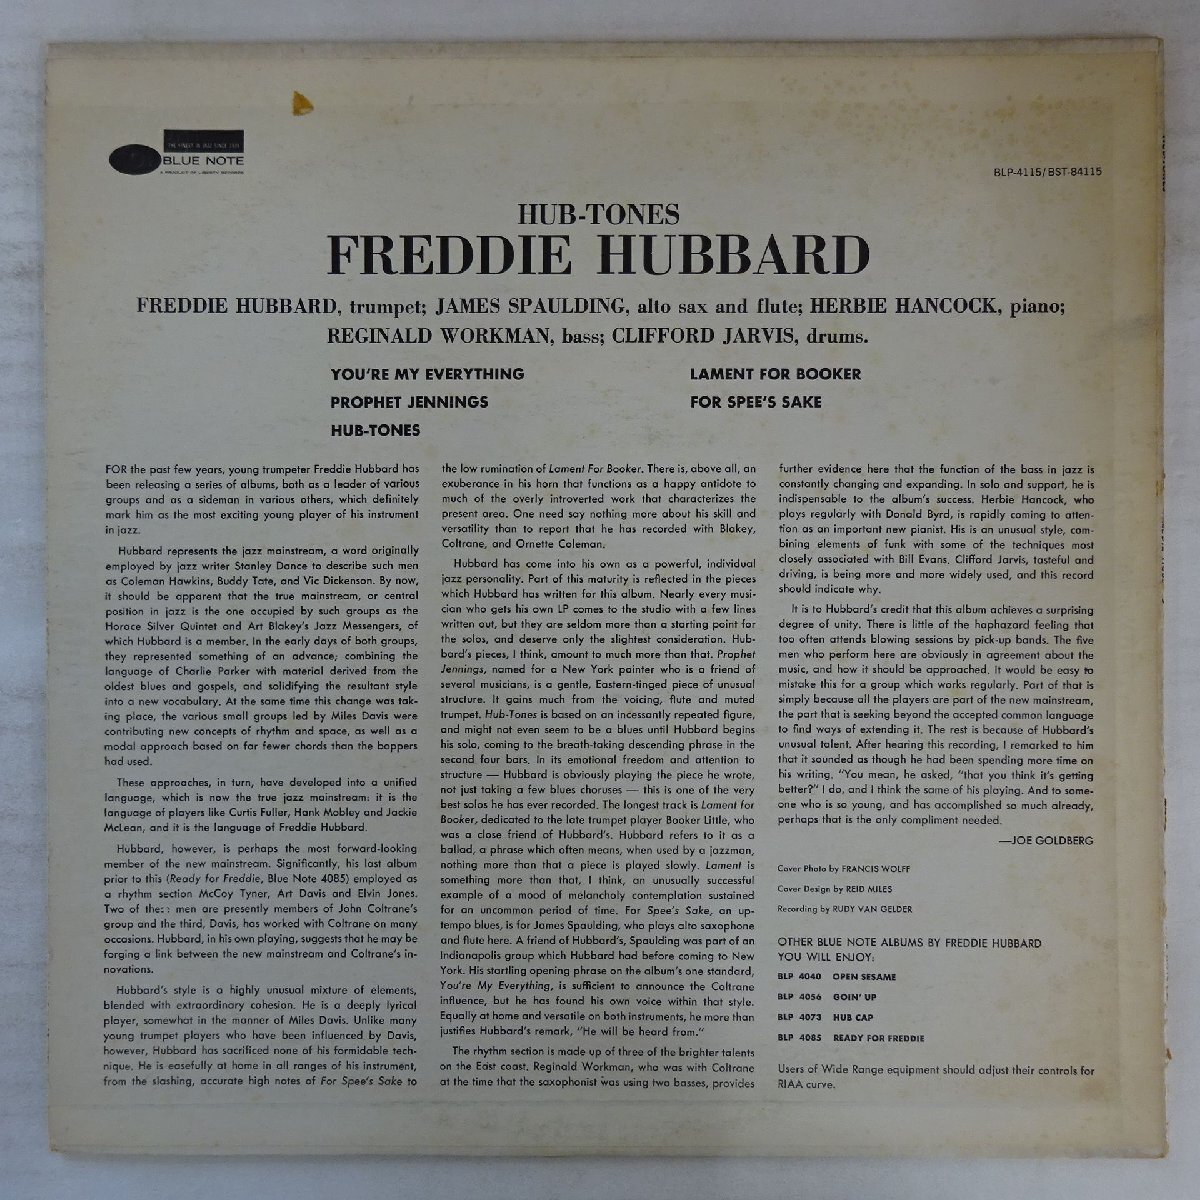 THE FINEST IN JAZZ SINCE 1939
BLUE NOTE
A PRODUCT OF LIBERTY RECORDS
BLP-4115/BST-84115
HUB-TONES
FREDDIE HUBBARD
FREDDIE HUBBARD, trumpet; JAMES SPAULDING, alto sax and flute; HERBIE HANCOCK, piano;
REGINALD WORKMAN, bass; CLIFFORD JARVIS, drums.
YOU'RE MY EVERYTHING
PROPHET JENNINGS
HUB-TONES
LAMENT FOR BOOKER
FOR SPEE'S SAKE
FOR the past few years, young trumpeter Freddie Hubbard has
been releasing a series of albums, both as a leader of various
groups and as a sideman in various others, which definitely
mark him as the most exciting young player of his instrument
in jazz.
Hubbard represents the jazz mainstream, a word originally
employed by jazz writer Stanley Dance to describe such men
as Coleman Hawkins, Buddy Tate, and Vic Dickenson. By now,
it should be apparent that the true mainstream, or central
position in jazz is the one occupied by such groups as the
Horace Silver Quintet and Art Blakey's Jazz Messengers, of
which Hubbard is a member. In the early days of both groups,
they represented something of an advance; combining the
language of Charlie Parker with material derived from the
oldest blues and gospels, and solidifying the resultant style
into a new vocabulary. At the same time this change was tak-
ing place, the various small groups led by Miles Davis were
contributing new concepts of rhythm and space, as well as a
modal approach based on far fewer chords than the boppers
had used.
These approaches, in turn, have developed into a unified
language, which is now the true jazz mainstream: it is the
language of players like Curtis Fuller, Hank Mobley and Jackie
McLean, and it is the language of Freddie Hubbard.
Hubbard, however, is perhaps the most forward-looking
member of the new mainstream. Significantly, his last album
prior to this (Ready for Freddie, Blue Note 4085) employed as
a rhythm section McCoy Tyner, Art Davis and Elvin Jones.
Two of the:: men are presently members of John Coltrane's
group and the third, Davis, has worked with Coltrane on many
occasions. Hubbard, in his own playing, suggests that he may be
forging a link between the new mainstream and Coltrane's in-
novations.
Hubbard's style is a highly unusual mixture of elements,
blended with extraordinary cohesion. He is a deeply lyrical
player, somewhat in the manner of Miles Davis. Unlike many
young trumpet players who have been influenced by Davis,
however, Hubbard has sacrificed none of his formidable tech-
nique. He is easefully at home in all ranges of his instrument,
from the slashing, accurate high notes of For Spee's Sake to
the low rumination of Lament For Booker. There is, above all, an
exuberance in his horn that functions as a happy antidote to
much of the overly introverted work that characterizes the
present area. One need say nothing more about his skill and
versatility than to report that he has recorded with Blakey,
Coltrane, and Ornette Coleman.
Hubbard has come into his own as a powerful, individual
jazz personality. Part of this maturity is reflected in the pieces
which Hubbard has written for this album. Nearly every musi-
cian who gets his own LP comes to the studio with a few lines
written out, but they are seldom more than a starting point for
the solos, and deserve only the slightest consideration. Hub-
bard's pieces, I think, amount to much more than that. Prophet
Jennings, named for a New York painter who is a friend of
several musicians, is a gentle, Eastern-tinged piece of unusual
structure. It gains much from the voicing, flute and muted
trumpet. Hub-Tones is based on an incessantly repeated figure,
and might not even seem to be a blues until Hubbard begins
his solo, coming to the breath-taking descending phrase in the
second four bars. In its emotional freedom and attention to
structure — Hubbard is obviously playing the piece he wrote,
not just taking a few blues choruses — this is one of the very
best solos he has ever recorded. The longest track is Lament for
Booker, dedicated to the late trumpet player Booker Little, who
was a close friend of Hubbard's. Hubbard refers to it as a
ballad, a phrase which often means, when used by a jazzman,
nothing more than that a piece is played slowly. Lament is
something more than that, I think, an unusually successful
example of a mood of melancholy contemplation sustained
for an uncommon period of time. For Spee's Sake, an up-
tempo blues, is for James Spaulding, who plays alto saxophone
and flute here. A friend of Hubbard's, Spaulding was part of an
Indianapolis group which Hubbard had before coming to New
York. His startling opening phrase on the album's one standard,
You're My Everything, is sufficient to announce the Coltrane
influence, but he has found his own voice within that style.
Equally at home and versatile on both instruments, he more than
justifies Hubbard's remark, "He will be heard from."
The rhythm section is made up of three of the brighter talents
on the East coast. Reginald Workman, who was with Coltrane
at the time that the saxophonist was using two basses, provides
further evidence here that the function of the bass in jazz is
constantly changing and expanding. In solo and support, he is
indispensable to the album's success. Herbie Hancock, who
plays regularly with Donald Byrd, is rapidly coming to atten-
tion as an important new pianist. His is an unusual style, com-
bining elements of funk with some of the techniques most
closely associated with Bill Evans. Clifford Jarvis, tasteful and
driving, is being more and more widely used, and this record
should indicate why.
It is to Hubbard's credit that this album achieves a surprising
degree of unity. There is little of the haphazard feeling that
too often attends blowing sessions by pick-up bands. The five
men who perform here are obviously in agreement about the
music, and how it should be approached. It would be easy to
mistake this for a group which works regularly. Part of that is
simply because all the players are part of the new mainstream,
the part that is seeking beyond the accepted common language
to find ways of extending it. The rest is because of Hubbard's
unusual talent. After hearing this recording, I remarked to him
that it sounded as though he had been spending more time on
his writing. "You mean, he asked, "that you think it's getting
better?" I do, and I think the same of his playing. And to some-
one who is so young, and has accomplished so much already,
perhaps that is the only compliment needed.
—JOE GOLDBERG
Cover Photo by FRANCIS WOLFF
Cover Design by REID MILES
Recording by RUDY VAN GELDER
OTHER BLUE NOTE ALBUMS BY FREDDIE HUBBARD
YOU WILL ENJOY:
BLP 4040 OPEN SESAME
BLP 4056 GOIN' UP
BLP 4073 HUB CAP
BLP 4085 READY FOR FREDDIE
Users of Wide Range equipment should adjust their controls for
RIAA curve.